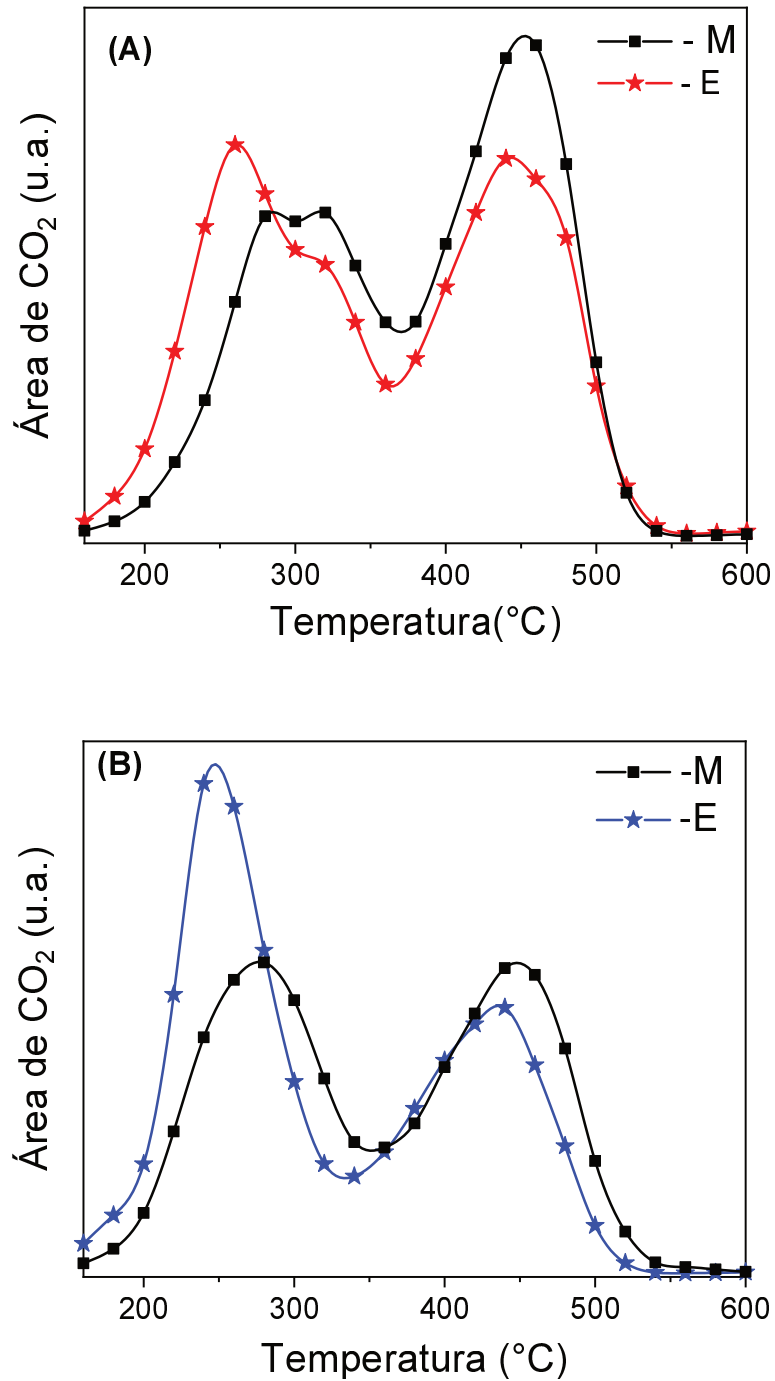 (A)
- M
- E
Área de CO₂ (u.a.)
200 300 400 500 600
Temperatura(°C)
(B)
-M
-E
Área de CO₂ (u.a.)
200 300 400 500 600
Temperatura (°C)